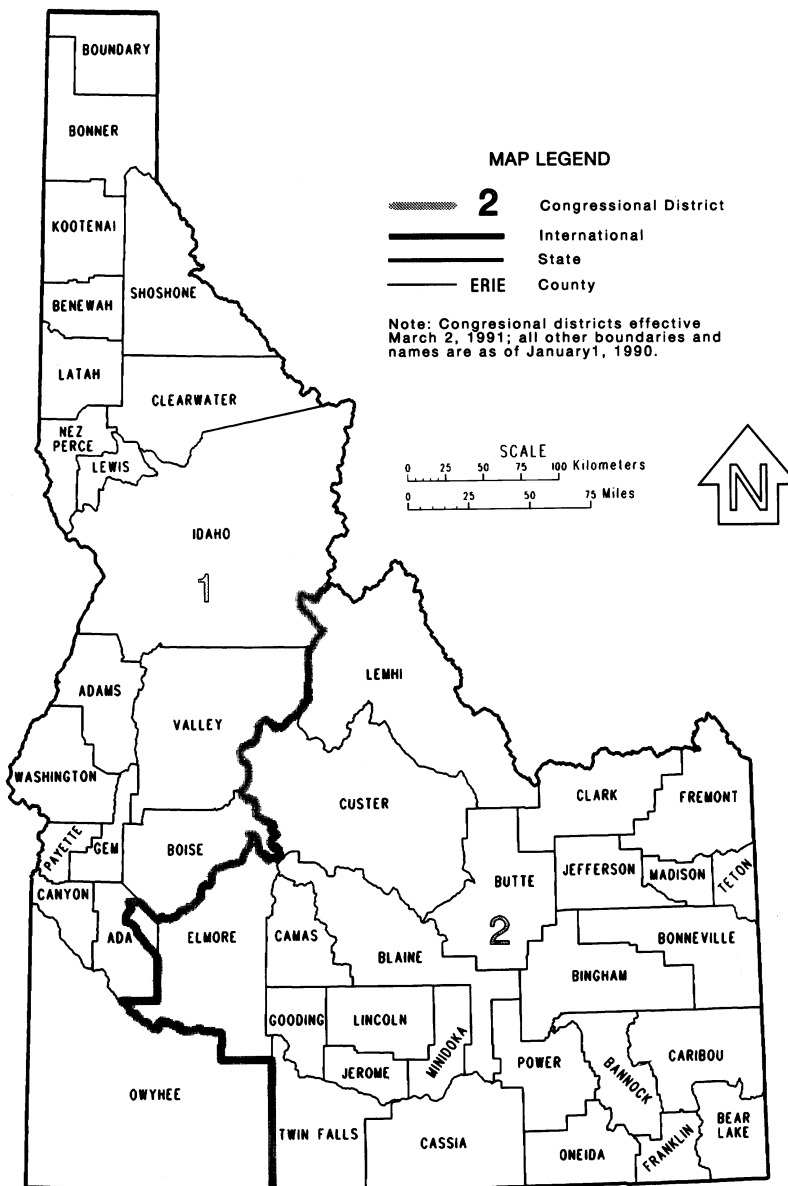 BOUNDARY
BONNER
MAP LEGEND
2 Congressional District
International
State
ERIE County
Note: Congresional districts effective
March 2, 1991; all other boundaries and
names are as of January1, 1990.
KOOTENAI
SHOSHONE
BENEWAH
LATAH
CLEARWATER
NEZ
PERCE
LEWIS
SCALE
0 25 50 75 100 Kilometers
0 25 50 75 Miles
N
IDAHO
1
LEMHI
ADAMS
VALLEY
WASHINGTON
CUSTER
CLARK
FREMONT
PAYETTE
GEM
BOISE
BUTTE
JEFFERSON
MADISON
TETON
CANYON
ADA
ELMORE
CAMAS
BLAINE
2
BONNEVILLE
BINGHAM
GOODING
LINCOLN
MINIDOKA
JEROME
POWER
BANNOCK
CARIBOU
OWYHEE
TWIN FALLS
CASSIA
ONEIDA
FRANKLIN
BEAR
LAKE